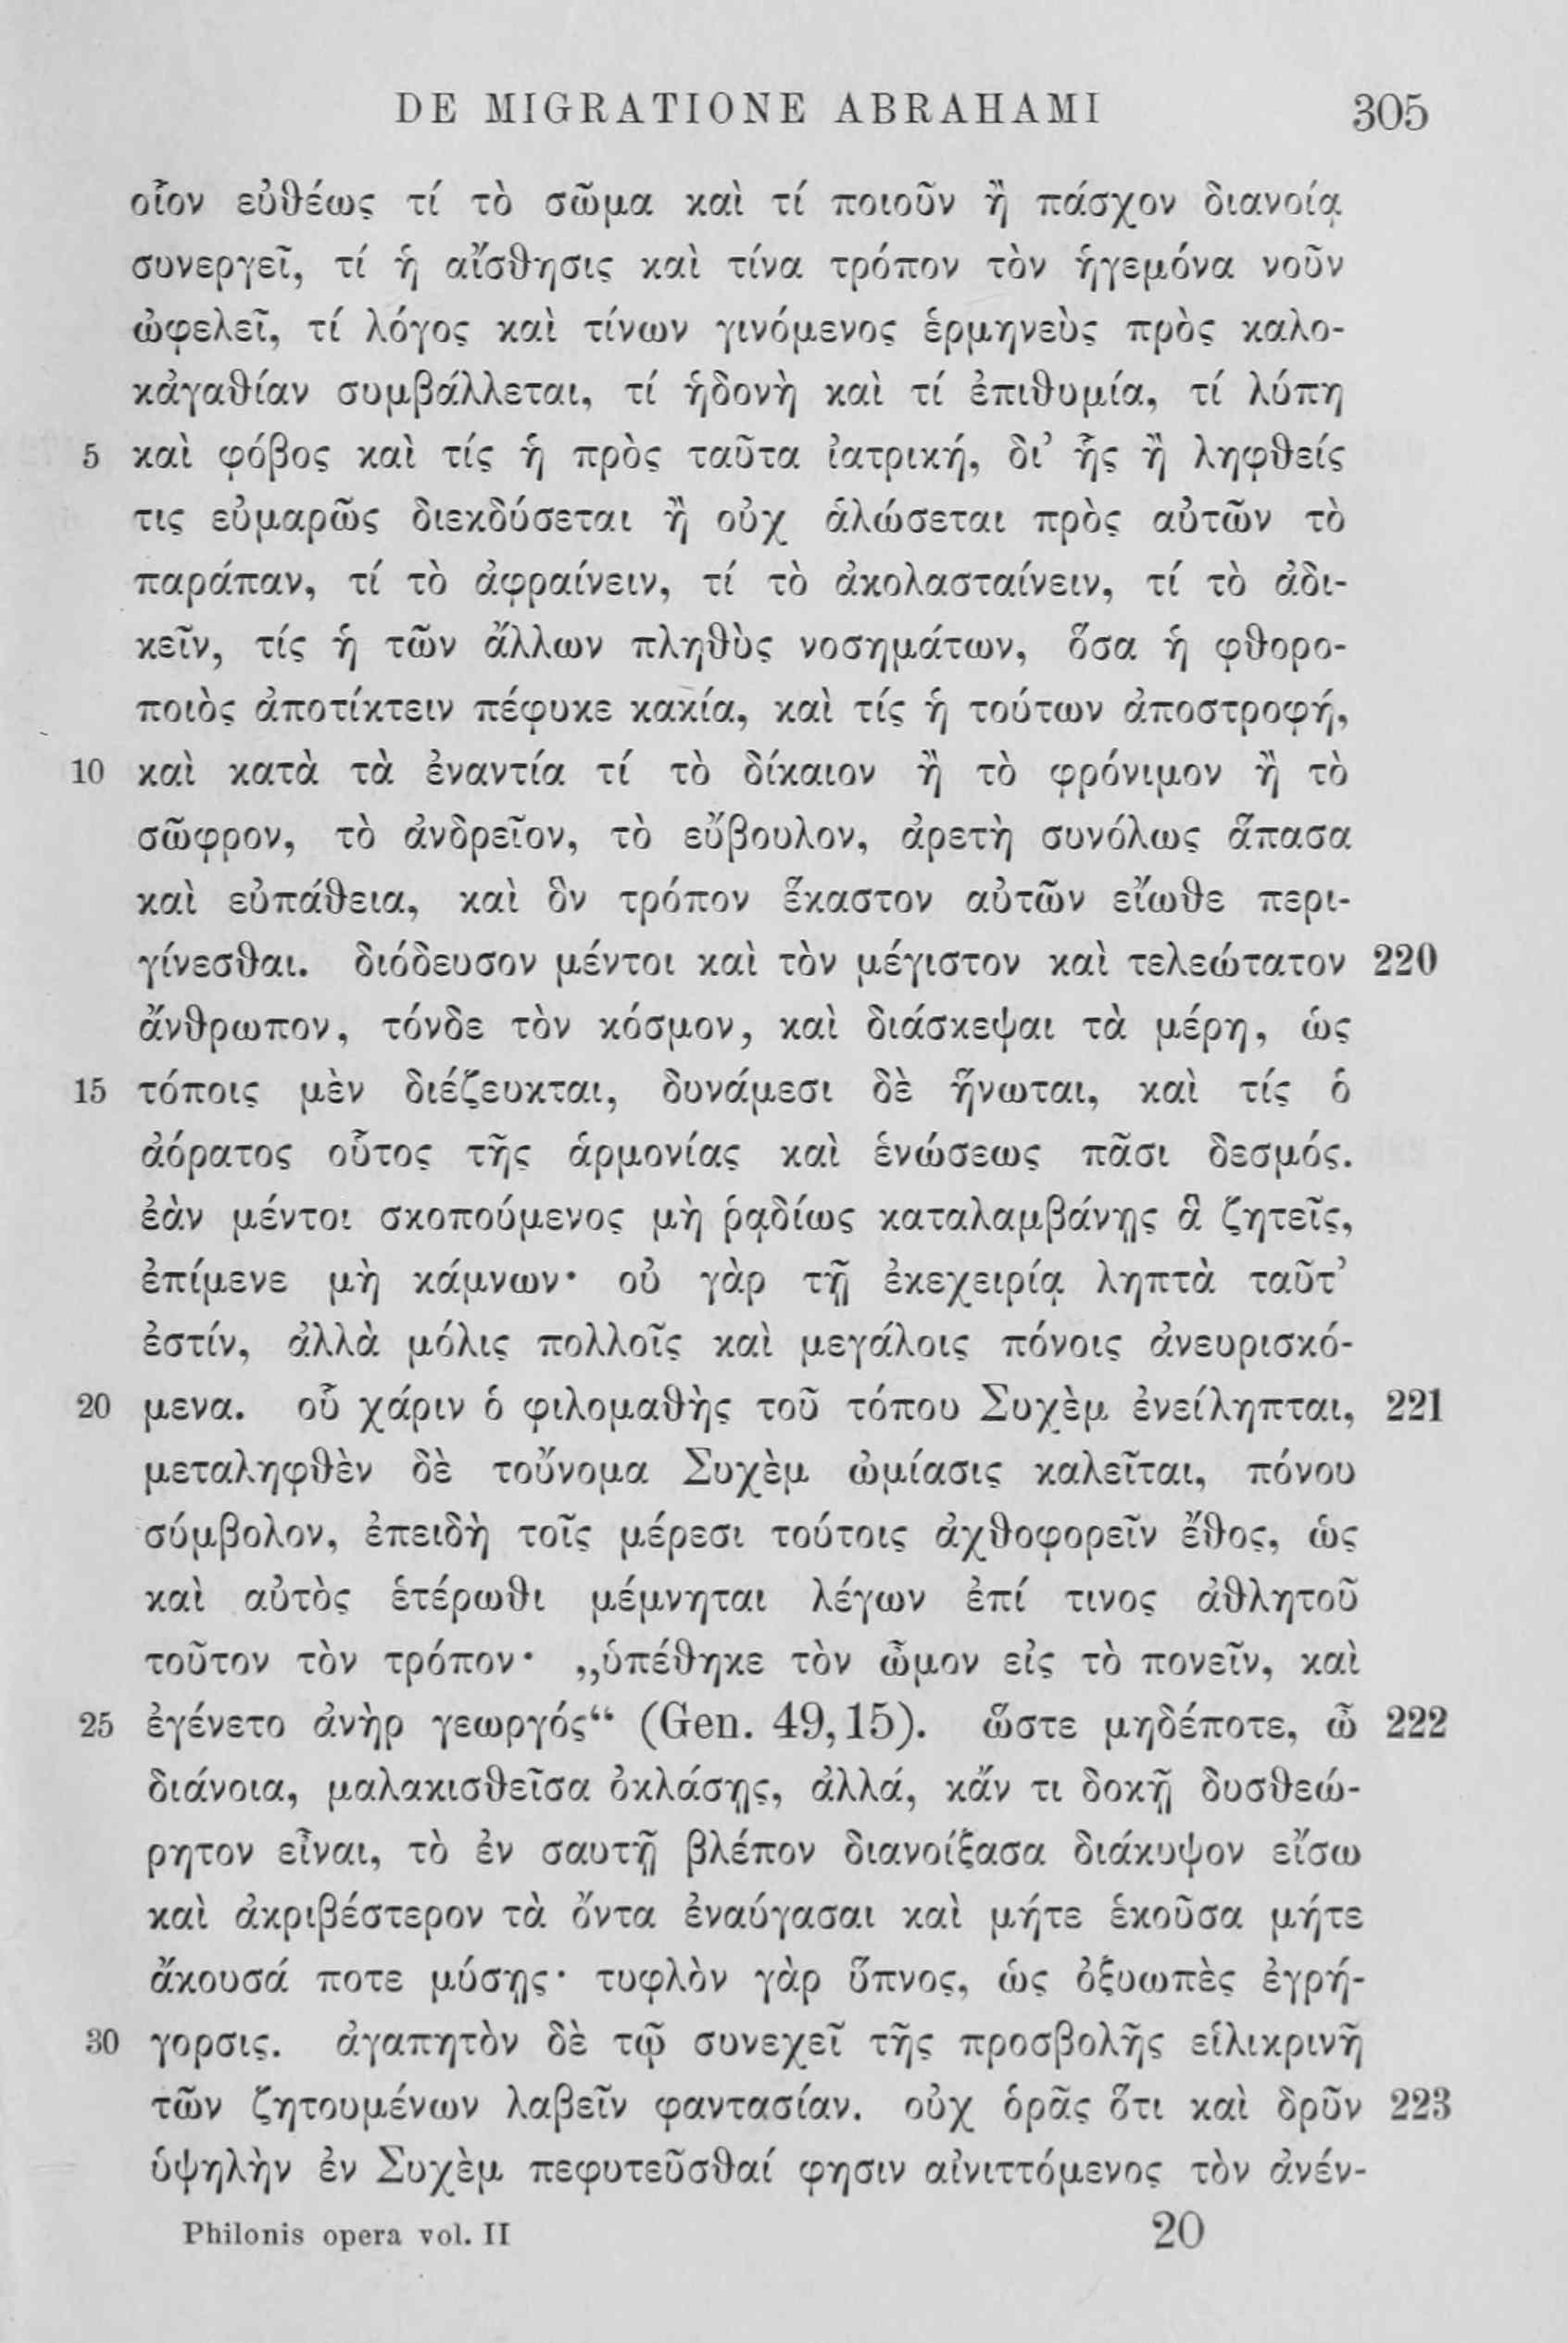 DE MIGRATIONE ABRAHAMI 305
οἷον εὐθέως τί τὸ σῶμα καὶ τί ποιοῦν ἢ πάσχον διανοίᾳ
συνεργεῖ, τί ἡ αἴσθησις καὶ τίνα τρόπον τὸν ἡγεμόνα νοῦν
ὠφελεῖ, τί λόγος καὶ τίνων γινόμενος ἑρμηνεὺς πρὸς καλο-
κἀγαθίαν συμβάλλεται, τί ἡδονὴ καὶ τί ἐπιθυμία, τί λύπη
5 καὶ φόβος καὶ τίς ἡ πρὸς ταῦτα ἰατρική, δι’ ἧς ἢ ληφθείς
τις εὐμαρῶς διεκδύσεται ἢ οὐχ ἁλώσεται πρὸς αὐτῶν τὸ
παράπαν, τί τὸ ἀφραίνειν, τί τὸ ἀκολασταίνειν, τί τὸ ἀδι-
κεῖν, τίς ἡ τῶν ἄλλων πληθὺς νοσημάτων, ὅσα ἡ φθορο-
ποιὸς ἀποτίκτειν πέφυκε κακία, καὶ τίς ἡ τούτων ἀποστροφή,
10 καὶ κατὰ τὰ ἐναντία τί τὸ δίκαιον ἢ τὸ φρόνιμον ἢ τὸ
σῶφρον, τὸ ἀνδρεῖον, τὸ εὔβουλον, ἀρετὴ συνόλως ἅπασα
καὶ εὐπάθεια, καὶ ὃν τρόπον ἕκαστον αὐτῶν εἴωθε περι-
γίνεσθαι. διόδευσον μέντοι καὶ τὸν μέγιστον καὶ τελεώτατον 220
ἄνθρωπον, τόνδε τὸν κόσμον, καὶ διάσκεψαι τὰ μέρη, ὡς
15 τόποις μὲν διέζευκται, δυνάμεσι δὲ ἥνωται, καὶ τίς ὁ
ἀόρατος οὗτος τῆς ἁρμονίας καὶ ἑνώσεως πᾶσι δεσμός.
ἐὰν μέντοι σκοπούμενος μὴ ῥᾳδίως καταλαμβάνῃς ἃ ζητεῖς,
ἐπίμενε μὴ κάμνων· οὐ γὰρ τῇ ἐκεχειρίᾳ ληπτὰ ταῦτ’
ἐστίν, ἀλλὰ μόλις πολλοῖς καὶ μεγάλοις πόνοις ἀνευρισκό-
20 μενα. οὗ χάριν ὁ φιλομαθὴς τοῦ τόπου Συχὲμ ἐνείληπται, 221
μεταληφθὲν δὲ τοὔνομα Συχὲμ ὠμίασις καλεῖται, πόνου
σύμβολον, ἐπειδὴ τοῖς μέρεσι τούτοις ἀχθοφορεῖν ἔθος, ὡς
καὶ αὐτὸς ἑτέρωθι μέμνηται λέγων ἐπί τινος ἀθλητοῦ
τοῦτον τὸν τρόπον· „ὑπέθηκε τὸν ὦμον εἰς τὸ πονεῖν, καὶ
25 ἐγένετο ἀνὴρ γεωργός“ (Gen. 49,15). ὥστε μηδέποτε, ὦ 222
διάνοια, μαλακισθεῖσα ὀκλάσῃς, ἀλλά, κἄν τι δοκῇ δυσθεώ-
ρητον εἶναι, τὸ ἐν σαυτῇ βλέπον διανοίξασα διάκυψον εἴσω
καὶ ἀκριβέστερον τὰ ὄντα ἐναύγασαι καὶ μήτε ἑκοῦσα μήτε
ἄκουσά ποτε μύσῃς· τυφλὸν γὰρ ὕπνος, ὡς ὀξυωπὲς ἐγρή-
30 γορσις. ἀγαπητὸν δὲ τῷ συνεχεῖ τῆς προσβολῆς εἱλικρινῆ
τῶν ζητουμένων λαβεῖν φαντασίαν. οὐχ ὁρᾷς ὅτι καὶ δρῦν 223
ὑψηλὴν ἐν Συχὲμ πεφυτεῦσθαί φησιν αἰνιττόμενος τὸν ἀνέν-
Philonis opera vol. II 20